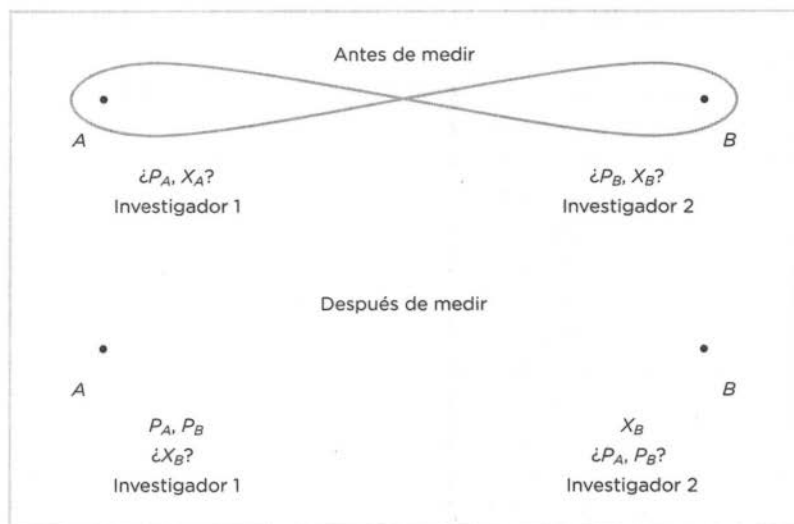 Antes de medir
A B
¿P_A, X_A? ¿P_B, X_B?
Investigador 1 Investigador 2
Después de medir
A B
P_A, P_B X_B
¿X_B? ¿P_A, P_B?
Investigador 1 Investigador 2